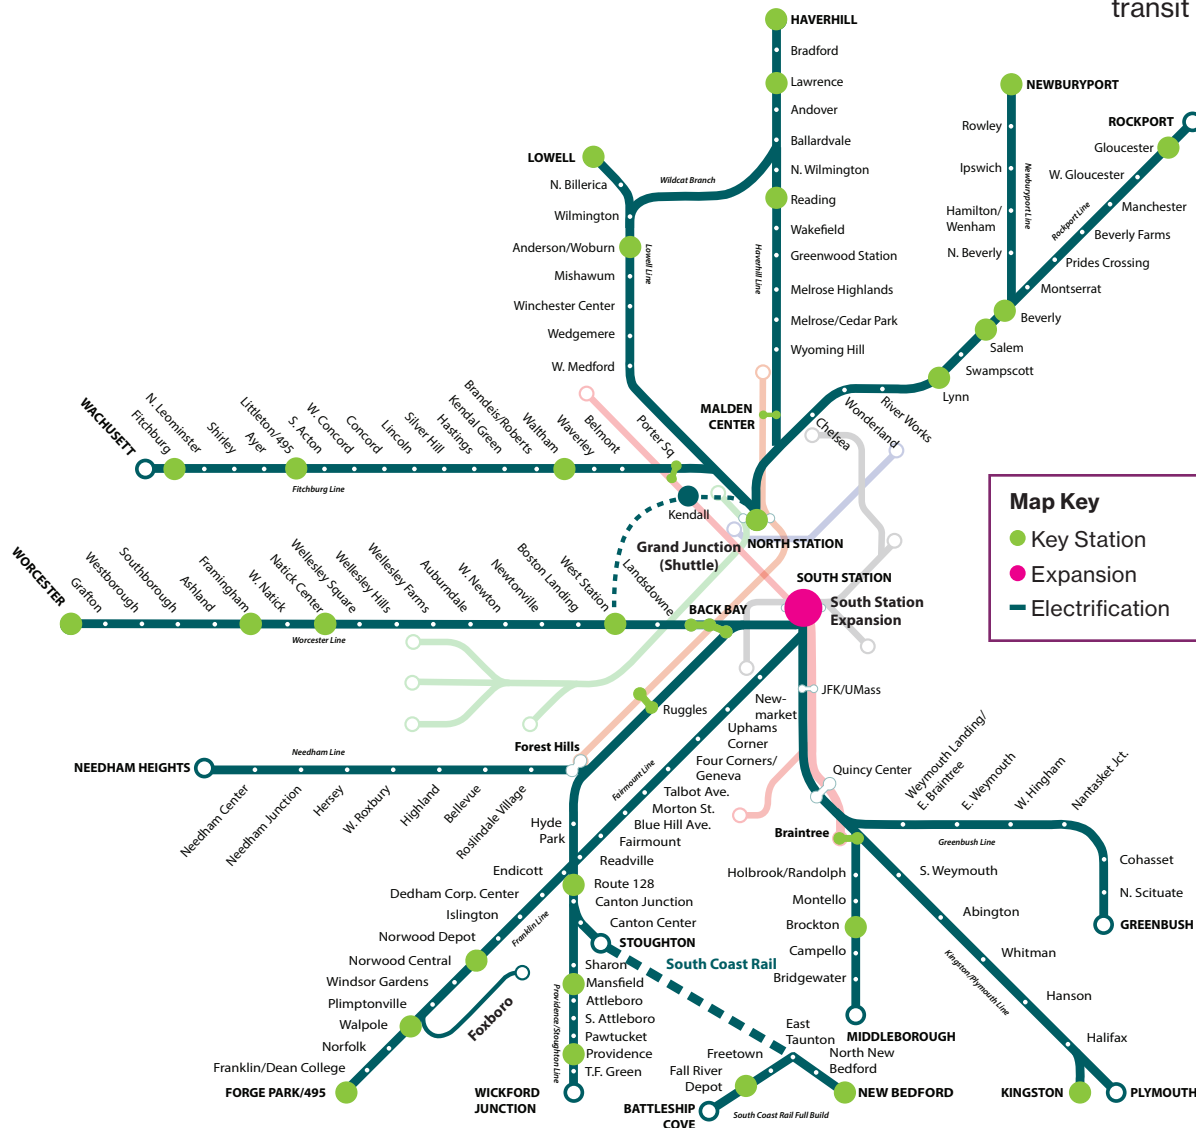 transit
HAVERHILL
Bradford
Lawrence
Andover
Ballardvale
N. Wilmington
Reading
Wakefield
Greenwood Station
Melrose Highlands
Melrose/Cedar Park
Wyoming Hill
MALDEN
CENTER
Haverhill Line
Wildcat Branch
LOWELL
N. Billerica
Wilmington
Anderson/Woburn
Mishawum
Winchester Center
Wedgemere
W. Medford
Lowell Line
NEWBURYPORT
Rowley
Ipswich
Hamilton/
Wenham
N. Beverly
Newburyport Line
ROCKPORT
Gloucester
W. Gloucester
Manchester
Beverly Farms
Prides Crossing
Montserrat
Rockport Line
Beverly
Salem
Swampscott
Lynn
River Works
Wonderland
Chelsea
WACHUSETT
Fitchburg
N. Leominster
Shirley
Ayer
Littleton/495
S. Acton
W. Concord
Concord
Lincoln
Silver Hill
Hastings
Kendal Green
Brandeis/Roberts
Waltham
Waverley
Belmont
Porter Sq
Fitchburg Line
Kendall
Grand Junction
(Shuttle)
NORTH STATION
SOUTH STATION
South Station
Expansion
Map Key
Key Station
Expansion
Electrification
WORCESTER
Grafton
Westborough
Southborough
Ashland
Framingham
W. Natick
Natick Center
Wellesley Square
Wellesley Hills
Wellesley Farms
Auburndale
W. Newton
Newtonville
Boston Landing
West Station
Landsdowne
BACK BAY
Worcester Line
Ruggles
Forest Hills
NEEDHAM HEIGHTS
Needham Line
Needham Center
Needham Junction
Hersey
W. Roxbury
Highland
Bellevue
Roslindale Village
New-
market
Uphams
Corner
Four Corners/
Geneva
Talbot Ave.
Morton St.
Blue Hill Ave.
Fairmount
Readville
Fairmount Line
Hyde
Park
Endicott
Dedham Corp. Center
Islington
Norwood Depot
Norwood Central
Windsor Gardens
Plimptonville
Walpole
Norfolk
Franklin/Dean College
FORGE PARK/495
Franklin Line
Foxboro
Route 128
Canton Junction
Canton Center
STOUGHTON
Sharon
Mansfield
Attleboro
S. Attleboro
Pawtucket
Providence
T.F. Green
WICKFORD
JUNCTION
Providence/Stoughton Line
South Coast Rail
East
Taunton
Freetown
Fall River
Depot
BATTLESHIP
COVE
North New
Bedford
NEW BEDFORD
South Coast Rail Full Build
JFK/UMass
Quincy Center
Braintree
Holbrook/Randolph
Montello
Brockton
Campello
Bridgewater
MIDDLEBOROUGH
Weymouth Landing/
E. Braintree
E. Weymouth
W. Hingham
Nantasket Jct.
Cohasset
N. Scituate
GREENBUSH
Greenbush Line
S. Weymouth
Abington
Whitman
Hanson
Halifax
KINGSTON
PLYMOUTH
Kingston/Plymouth Line